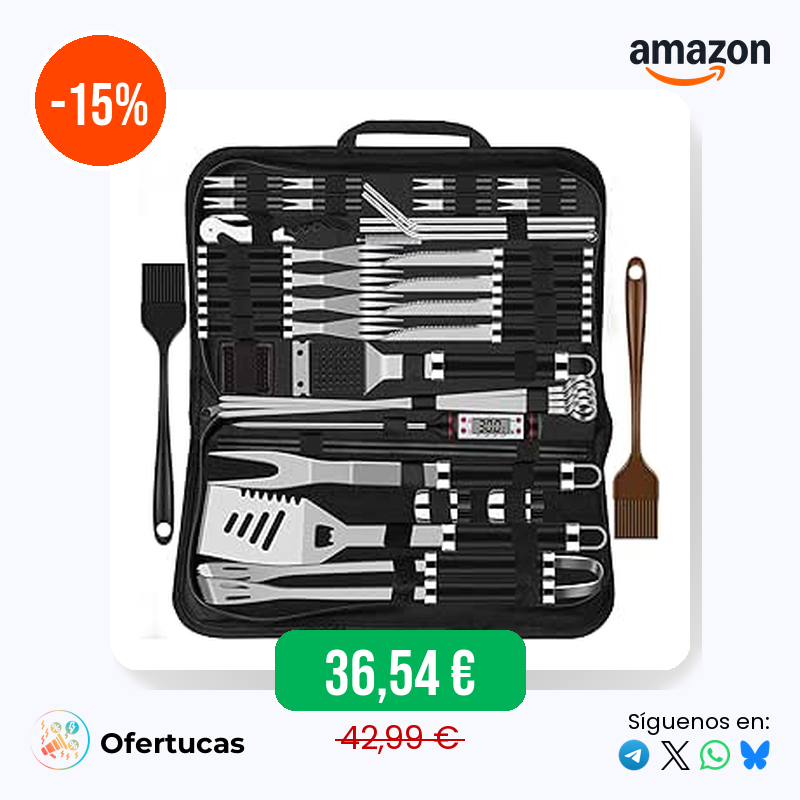 -15%
amazon
36,54 €
42,99 €
Ofertucas
Síguenos en: